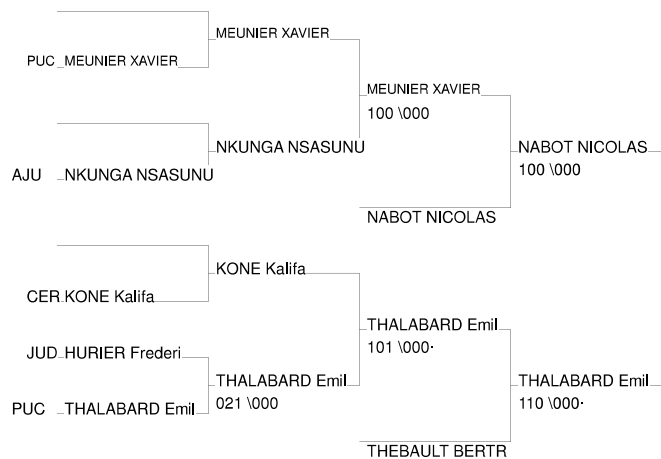 MEUNIER XAVIER
PUC MEUNIER XAVIER
MEUNIER XAVIER
100 \000
NKUNGA NSASUNU
NABOT NICOLAS
100 \000
AJU NKUNGA NSASUNU
NABOT NICOLAS
KONE Kalifa
CER KONE Kalifa
THALABARD Emil
101 \000·
JUD HURIER Frederi
THALABARD Emil
021 \000
THALABARD Emil
110 \000·
PUC THALABARD Emil
THEBAULT BERTR